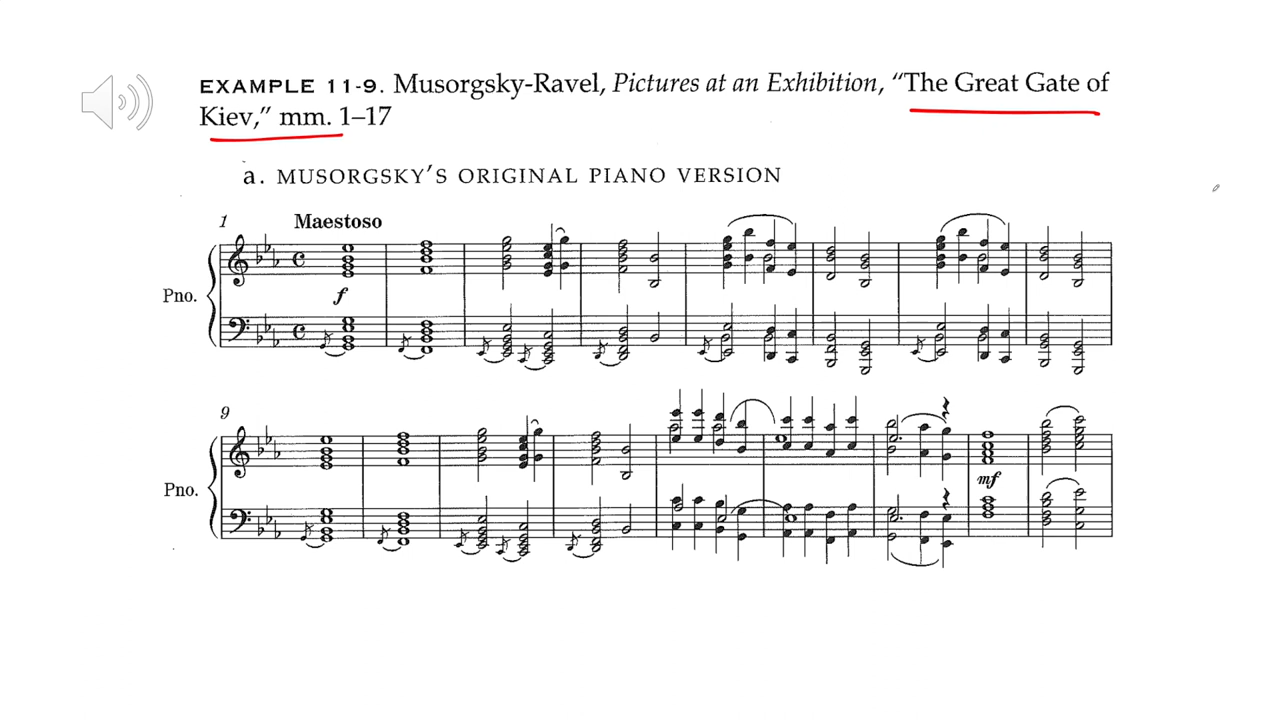 EXAMPLE 11-9. Musorgsky-Ravel, Pictures at an Exhibition, “The Great Gate of
Kiev,” mm. 1–17
a. MUSORGSKY’S ORIGINAL PIANO VERSION
1 Maestoso
Pno.
f
9
Pno.
mf